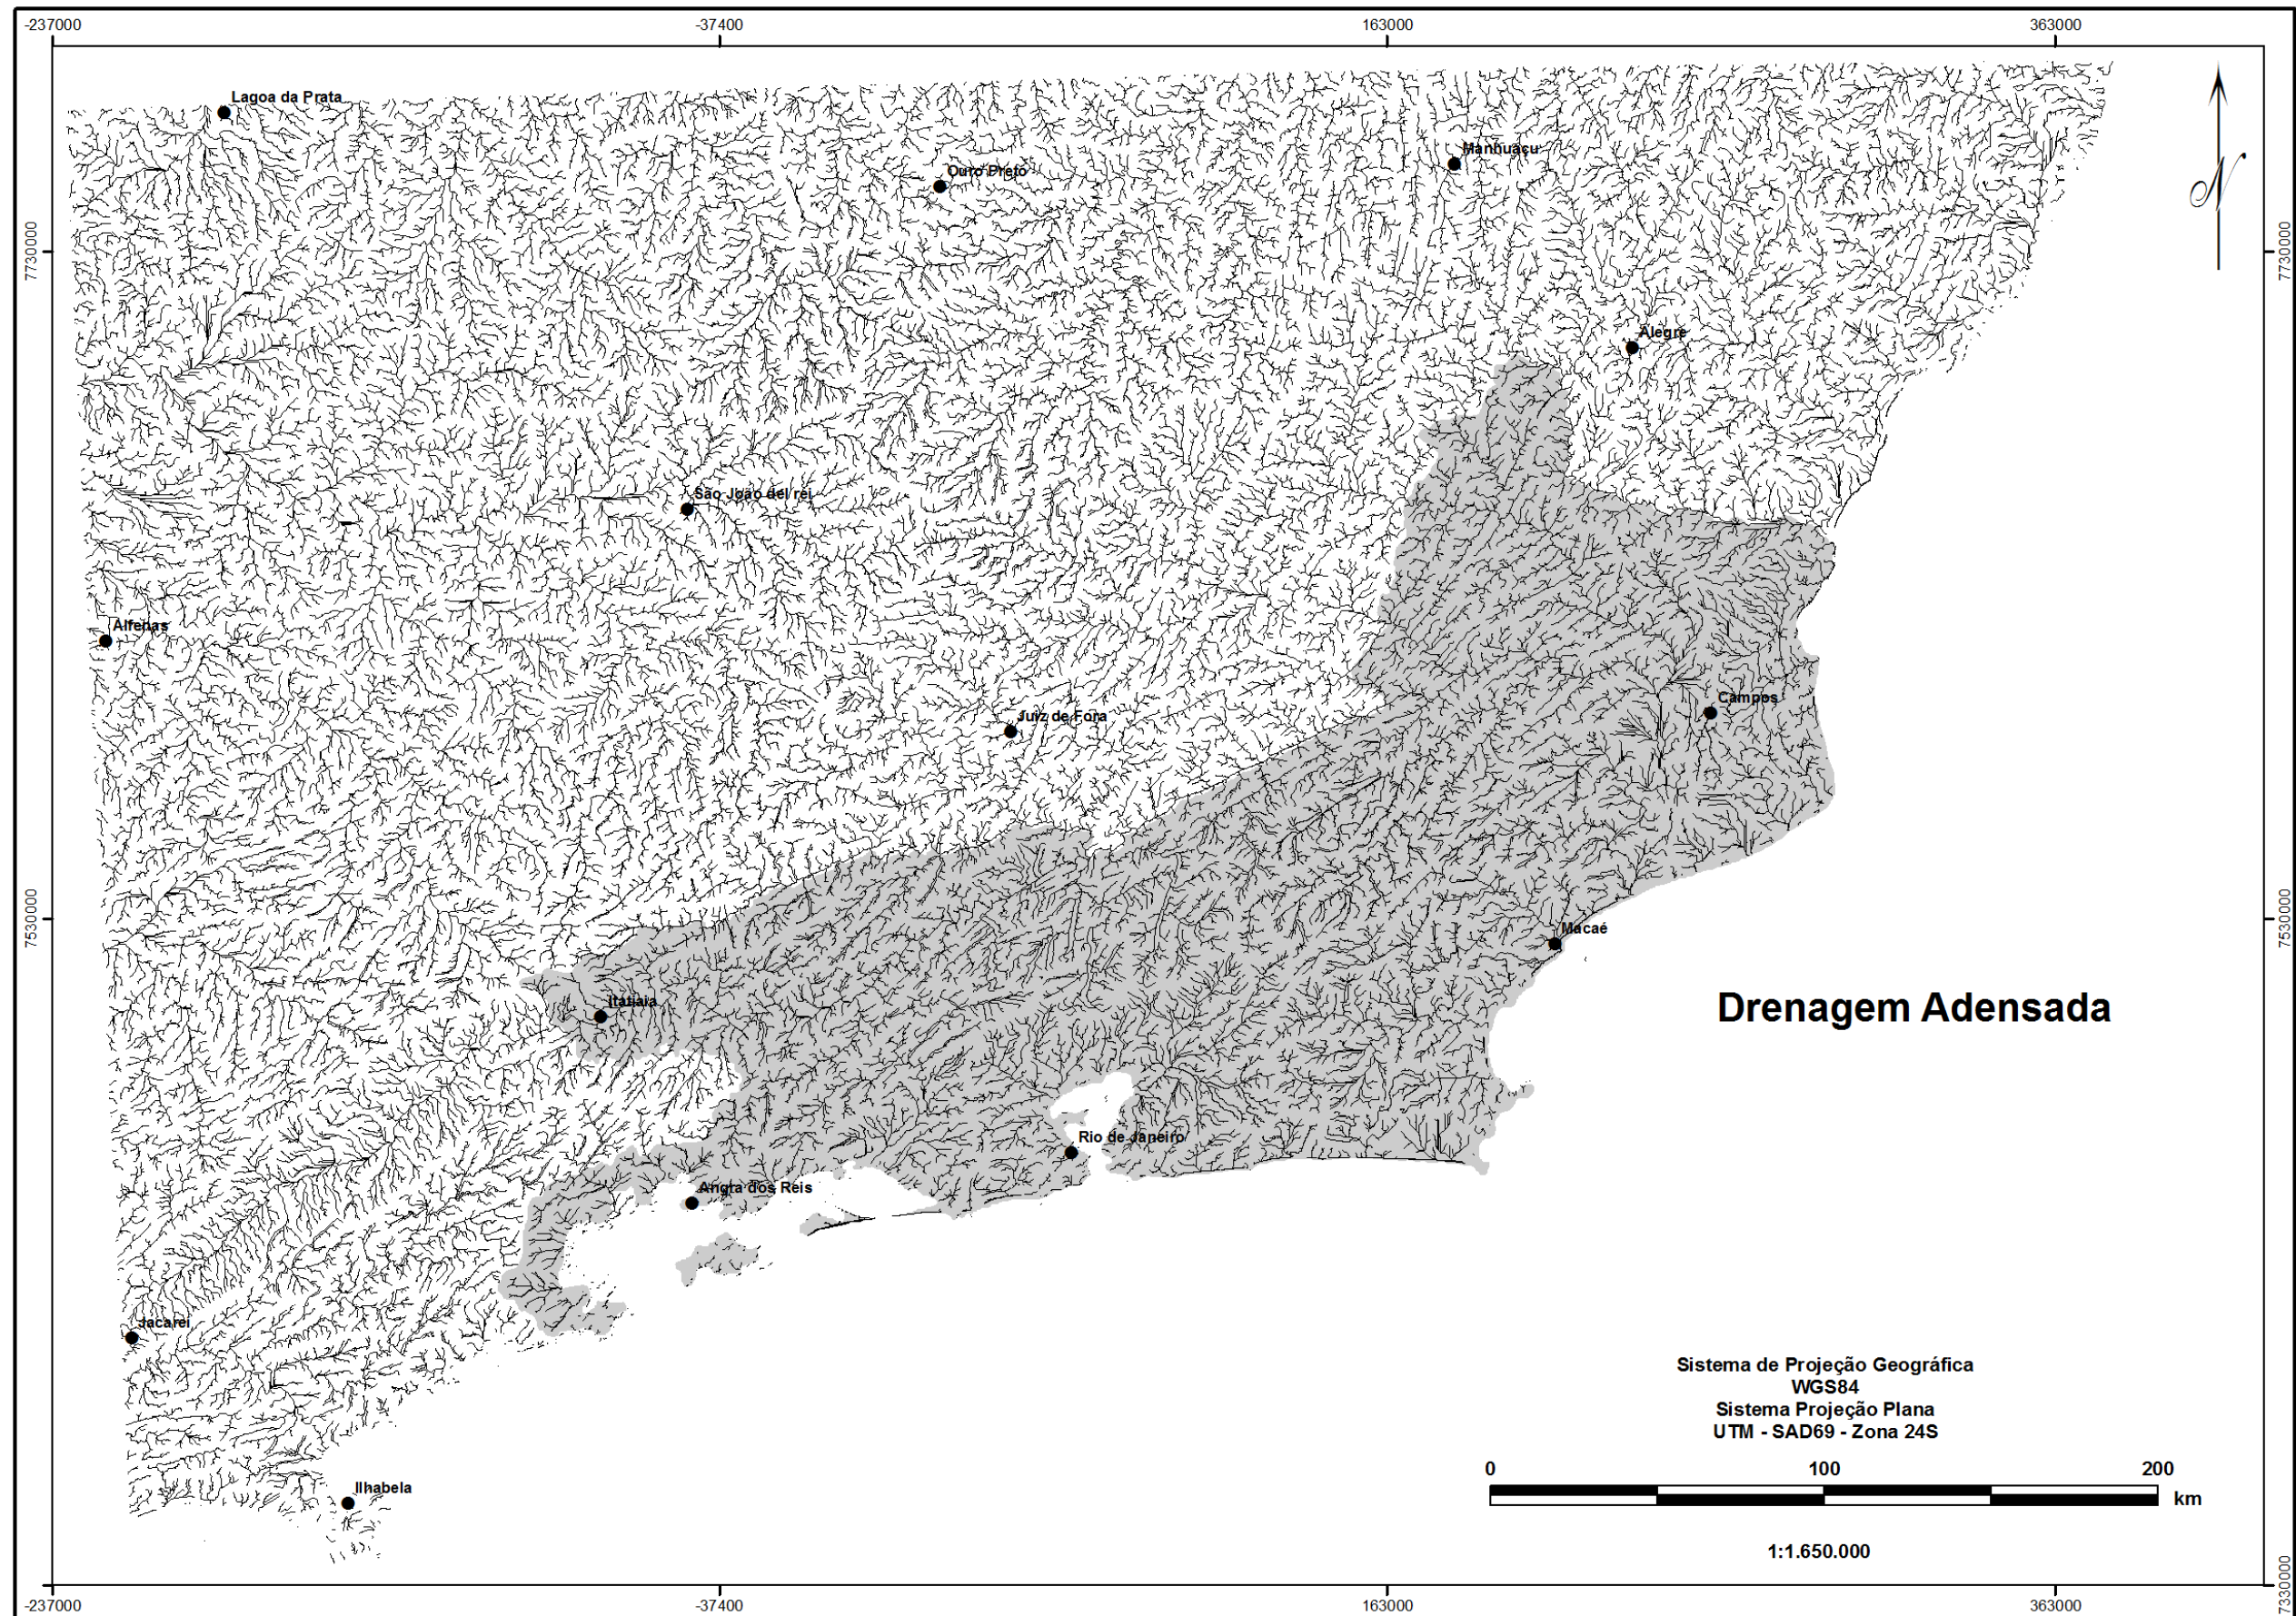 -237000
-37400
163000
363000
Lagoa da Prata
Manhuaçu
Ouro Preto
N
7730000
7730000
Alegre
São João del rei
Alfenas
Campos
Juiz de Fora
7530000
7530000
Macaé
Itatiaia
Drenagem Adensada
Rio de Janeiro
Angra dos Reis
Jacareí
Sistema de Projeção Geográfica
WGS84
Sistema Projeção Plana
UTM - SAD69 - Zona 24S
0
100
200
km
Ilhabela
1:1.650.000
7330000
-237000
-37400
163000
363000